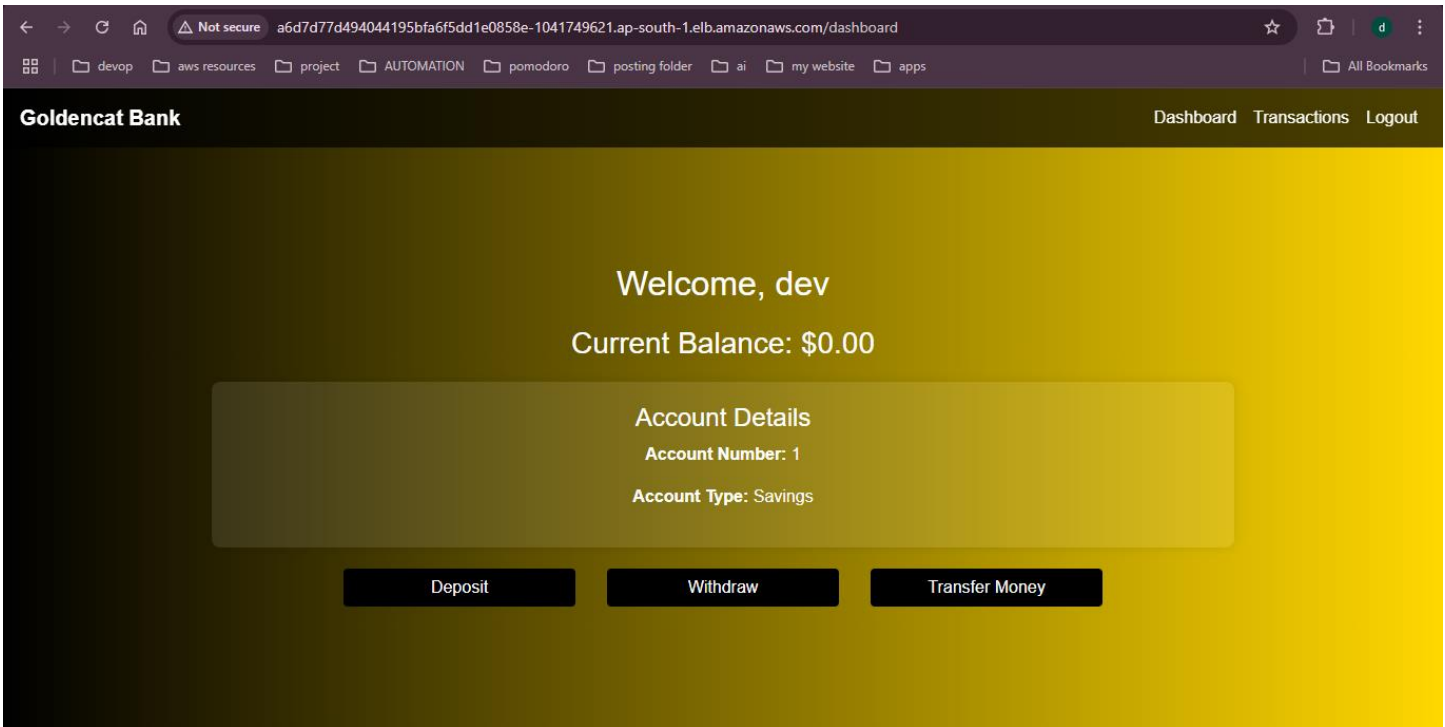 Not secure a6d7d77d494044195bfa6f5dd1e0858e-1041749621.ap-south-1.elb.amazonaws.com/dashboard d
devop aws resources project AUTOMATION pomodoro posting folder ai my website apps All Bookmarks
Goldencat Bank Dashboard Transactions Logout
Welcome, dev
Current Balance: $0.00
Account Details
Account Number: 1
Account Type: Savings
Deposit Withdraw Transfer Money